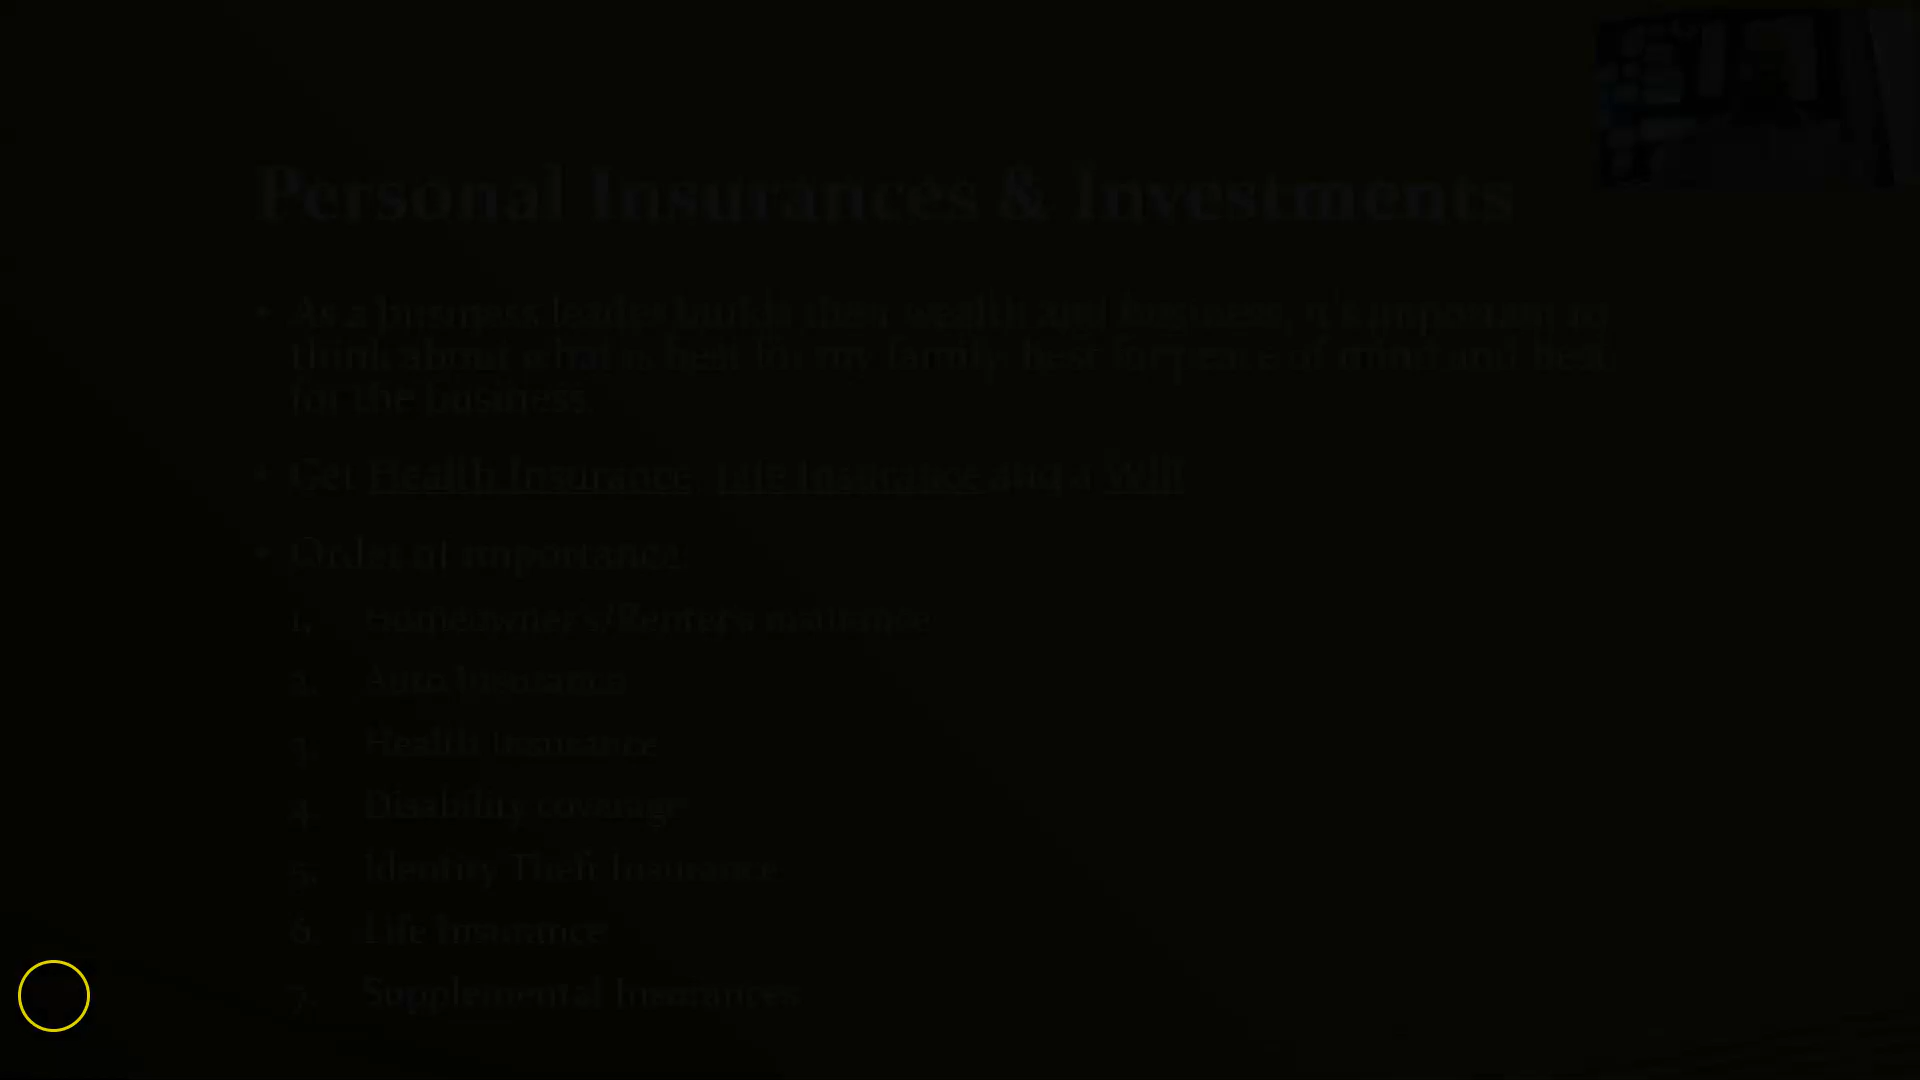 Personal Insurances & Investments
• As a business leader build their wealth and business, it's important to
think about what is best for my family, best for peace of mind and best
for the business.
• Get Health Insurance, Life Insurance and a Will
• Order of importance:
1. Homeowner's/Renter's insurance
2. Auto Insurance
3. Health Insurance
4. Disability coverage
5. Identity Theft Insurance
6. Life Insurance
7. Supplemental Insurances